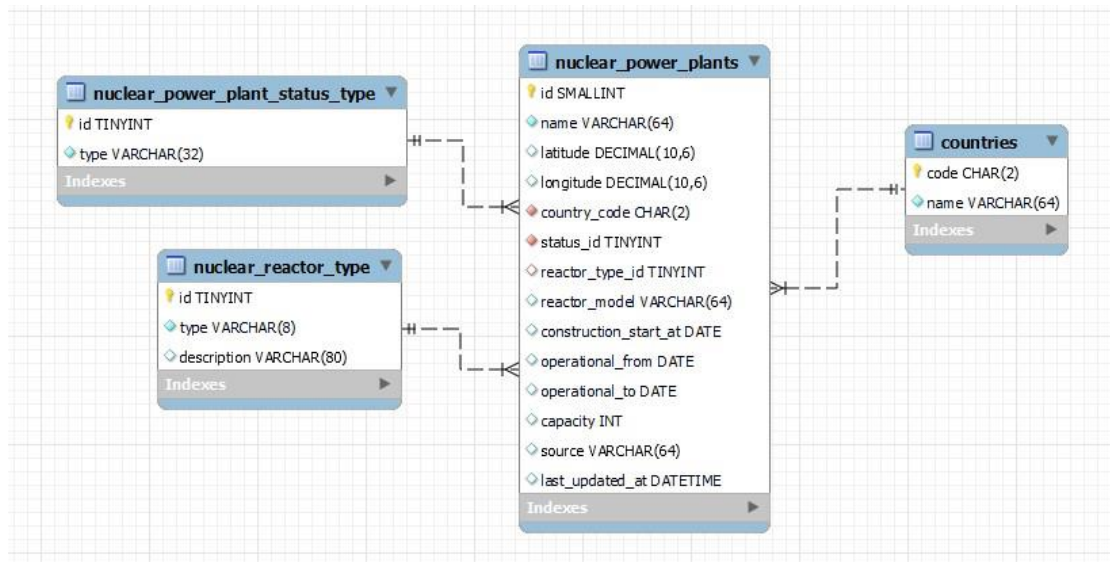 nuclear_power_plant_status_type
id TINYINT
type VARCHAR(32)
Indexes
nuclear_reactor_type
id TINYINT
type VARCHAR(8)
description VARCHAR(80)
Indexes
nuclear_power_plants
id SMALLINT
name VARCHAR(64)
latitude DECIMAL(10,6)
longitude DECIMAL(10,6)
country_code CHAR(2)
status_id TINYINT
reactor_type_id TINYINT
reactor_model VARCHAR(64)
construction_start_at DATE
operational_from DATE
operational_to DATE
capacity INT
source VARCHAR(64)
last_updated_at DATETIME
Indexes
countries
code CHAR(2)
name VARCHAR(64)
Indexes